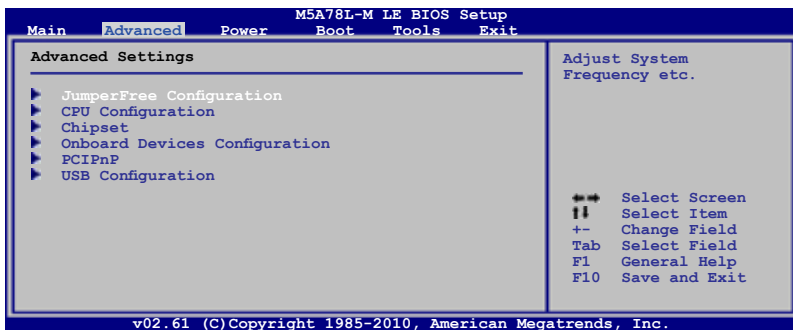 M5A78L-M LE BIOS Setup
Main Advanced Power Boot Tools Exit
Advanced Settings
JumperFree Configuration
CPU Configuration
Chipset
Onboard Devices Configuration
PCIPnP
USB Configuration
Adjust System
Frequency etc.
Select Screen
Select Item
+- Change Field
Tab Select Field
F1 General Help
F10 Save and Exit
v02.61 (C)Copyright 1985-2010, American Megatrends, Inc.